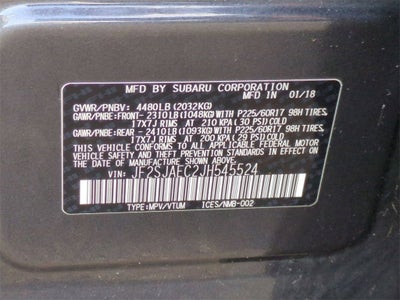 MFD BY SUBARU CORPORATION
MFD IN 01/18
GVWR/PNBV: 4480LB (2032KG)
GAWR/PNBE:FRONT- 2310LB(1048KG)WITH P225/60R17 98H TIRES,
17X7J RIMS AT 210 KPA(30 PSI)COLD
GAWR/PNBE:REAR - 2410LB(1093KG)WITH P225/60R17 98H TIRES,
17X7J RIMS AT 200 KPA(29 PSI)COLD
THIS VEHICLE CONFORMS TO ALL APPLICABLE FEDERAL MOTOR
VEHICLE SAFETY STANDARDS IN EFFECT ON THE
DATE OF MANUFACTURE SHOWN ABOVE.
VIN: JF2SJAEC2JH545524
TYPE:MPV/VTUM ICES/NMB-002